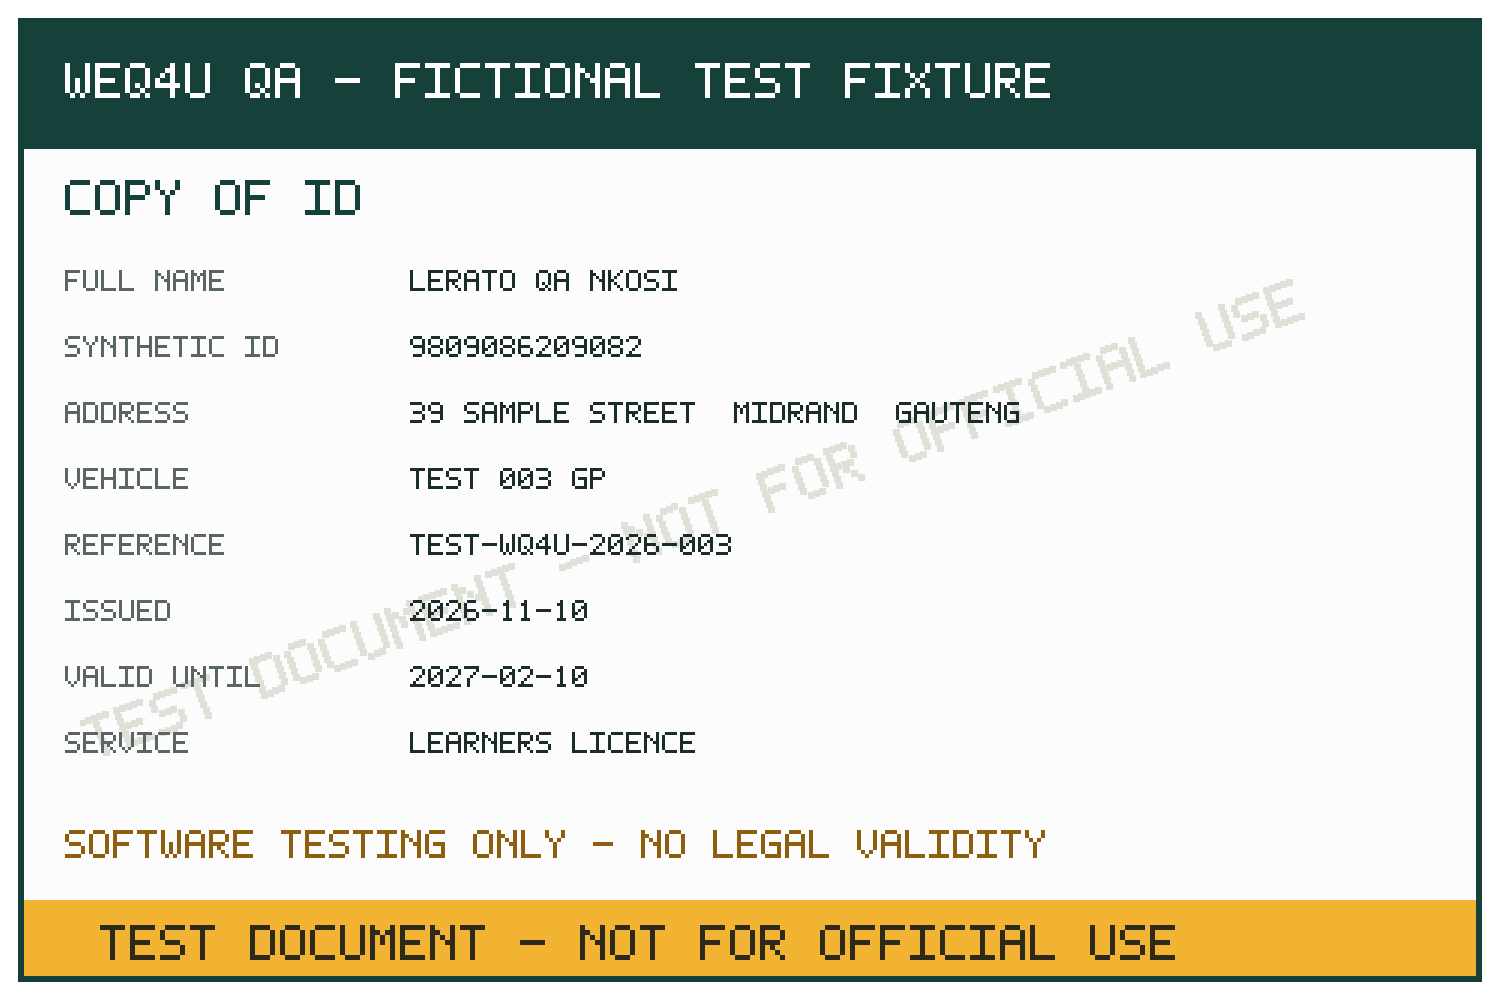 WEQ4U QA - FICTIONAL TEST FIXTURE
COPY OF ID
FULL NAME LERATO QA NKOSI
SYNTHETIC ID 9809086209082
ADDRESS 39 SAMPLE STREET MIDRAND GAUTENG
VEHICLE TEST 003 GP
REFERENCE TEST-WQ4U-2026-003
ISSUED 2026-11-10
VALID UNTIL 2027-02-10
SERVICE LEARNERS LICENCE
TEST DOCUMENT - NOT FOR OFFICIAL USE
SOFTWARE TESTING ONLY - NO LEGAL VALIDITY
TEST DOCUMENT - NOT FOR OFFICIAL USE